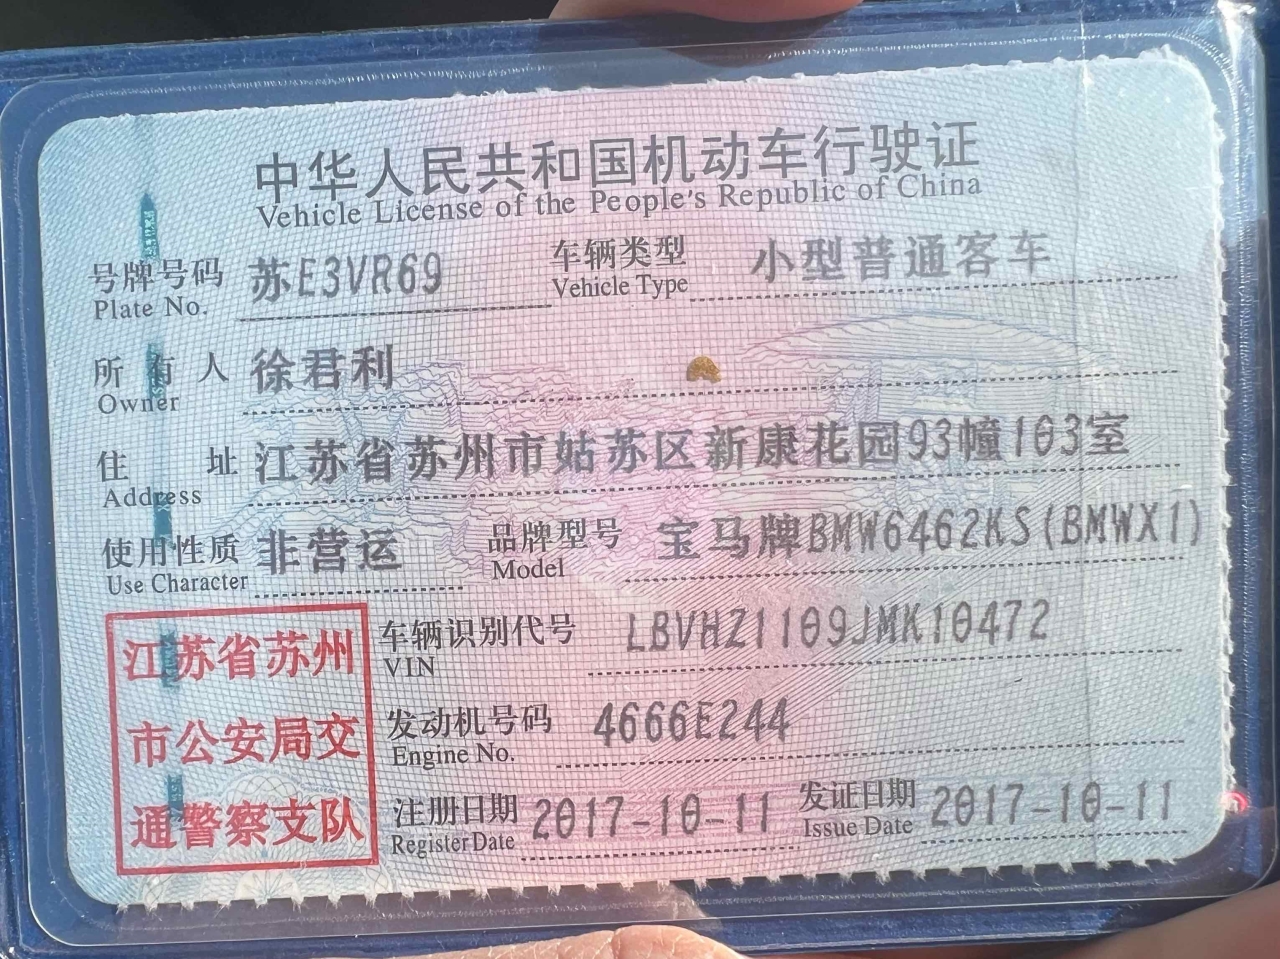 中华人民共和国机动车行驶证
Vehicle License of the People's Republic of China
号牌号码 苏E3VR69 车辆类型 小型普通客车
Plate No. Vehicle Type
所有人 徐君利
Owner
住址 江苏省苏州市姑苏区新康花园93幢103室
Address
使用性质 非营运 品牌型号 宝马牌BMW6462KS(BMWX1)
Use Character Model
江苏省苏州
市公安局交
通警察支队
车辆识别代号 LBVHZ1109JMK10472
VIN
发动机号码 4666E244
Engine No.
注册日期 2017-10-11 发证日期 2017-10-11
Register Date Issue Date